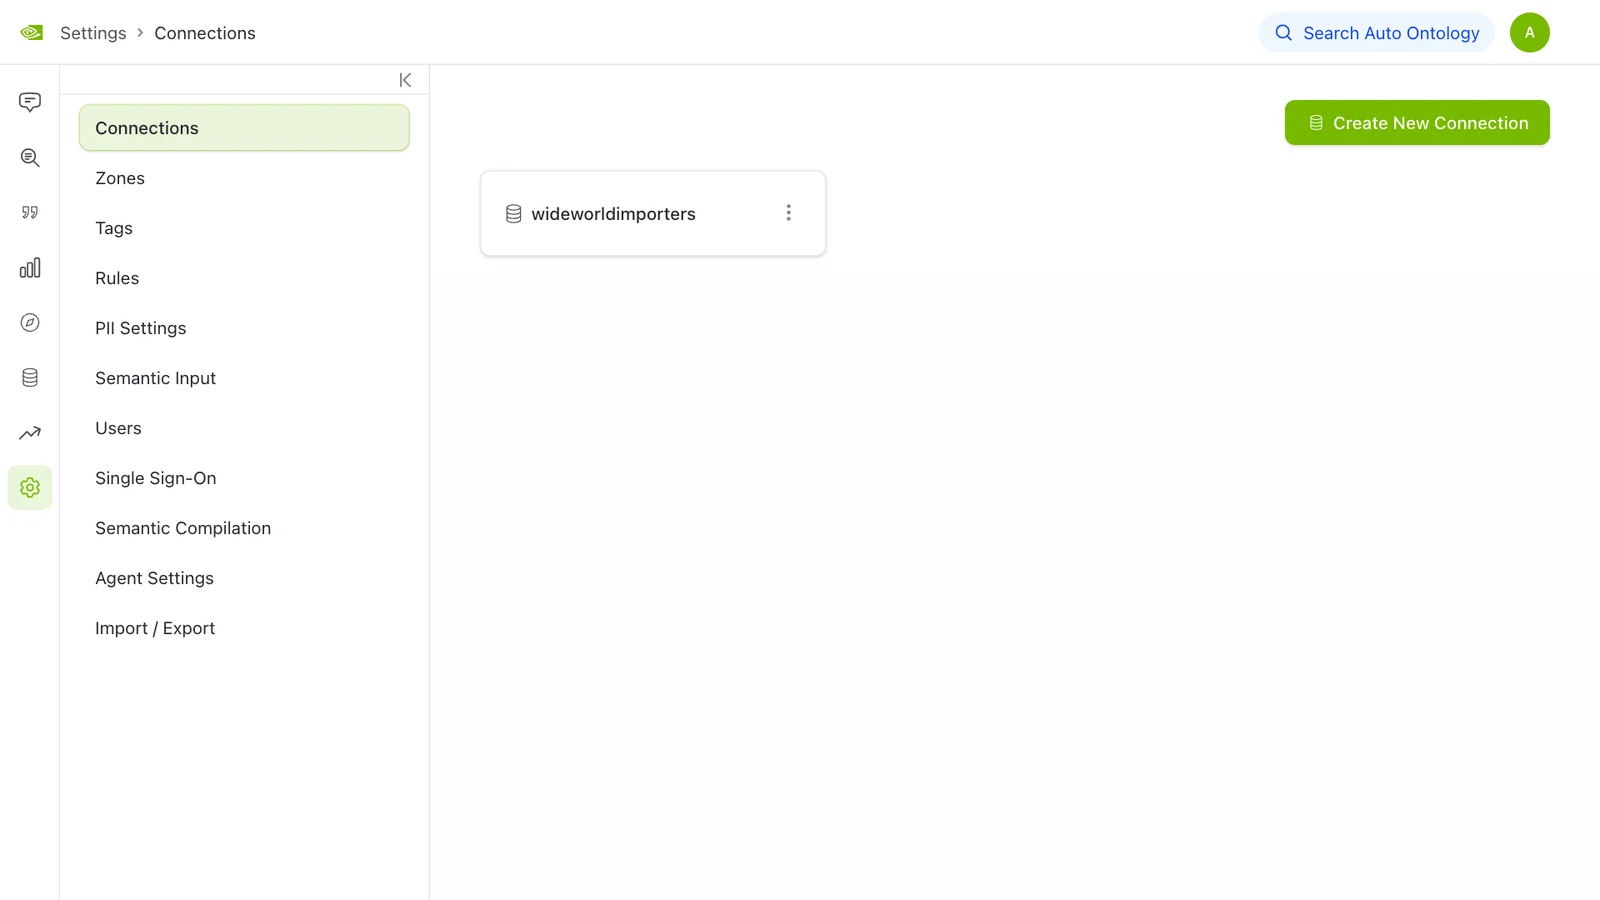 Settings › Connections
Search Auto Ontology
A
Connections
Zones
Tags
Rules
PII Settings
Semantic Input
Users
Single Sign-On
Semantic Compilation
Agent Settings
Import / Export
Create New Connection
wideworldimporters